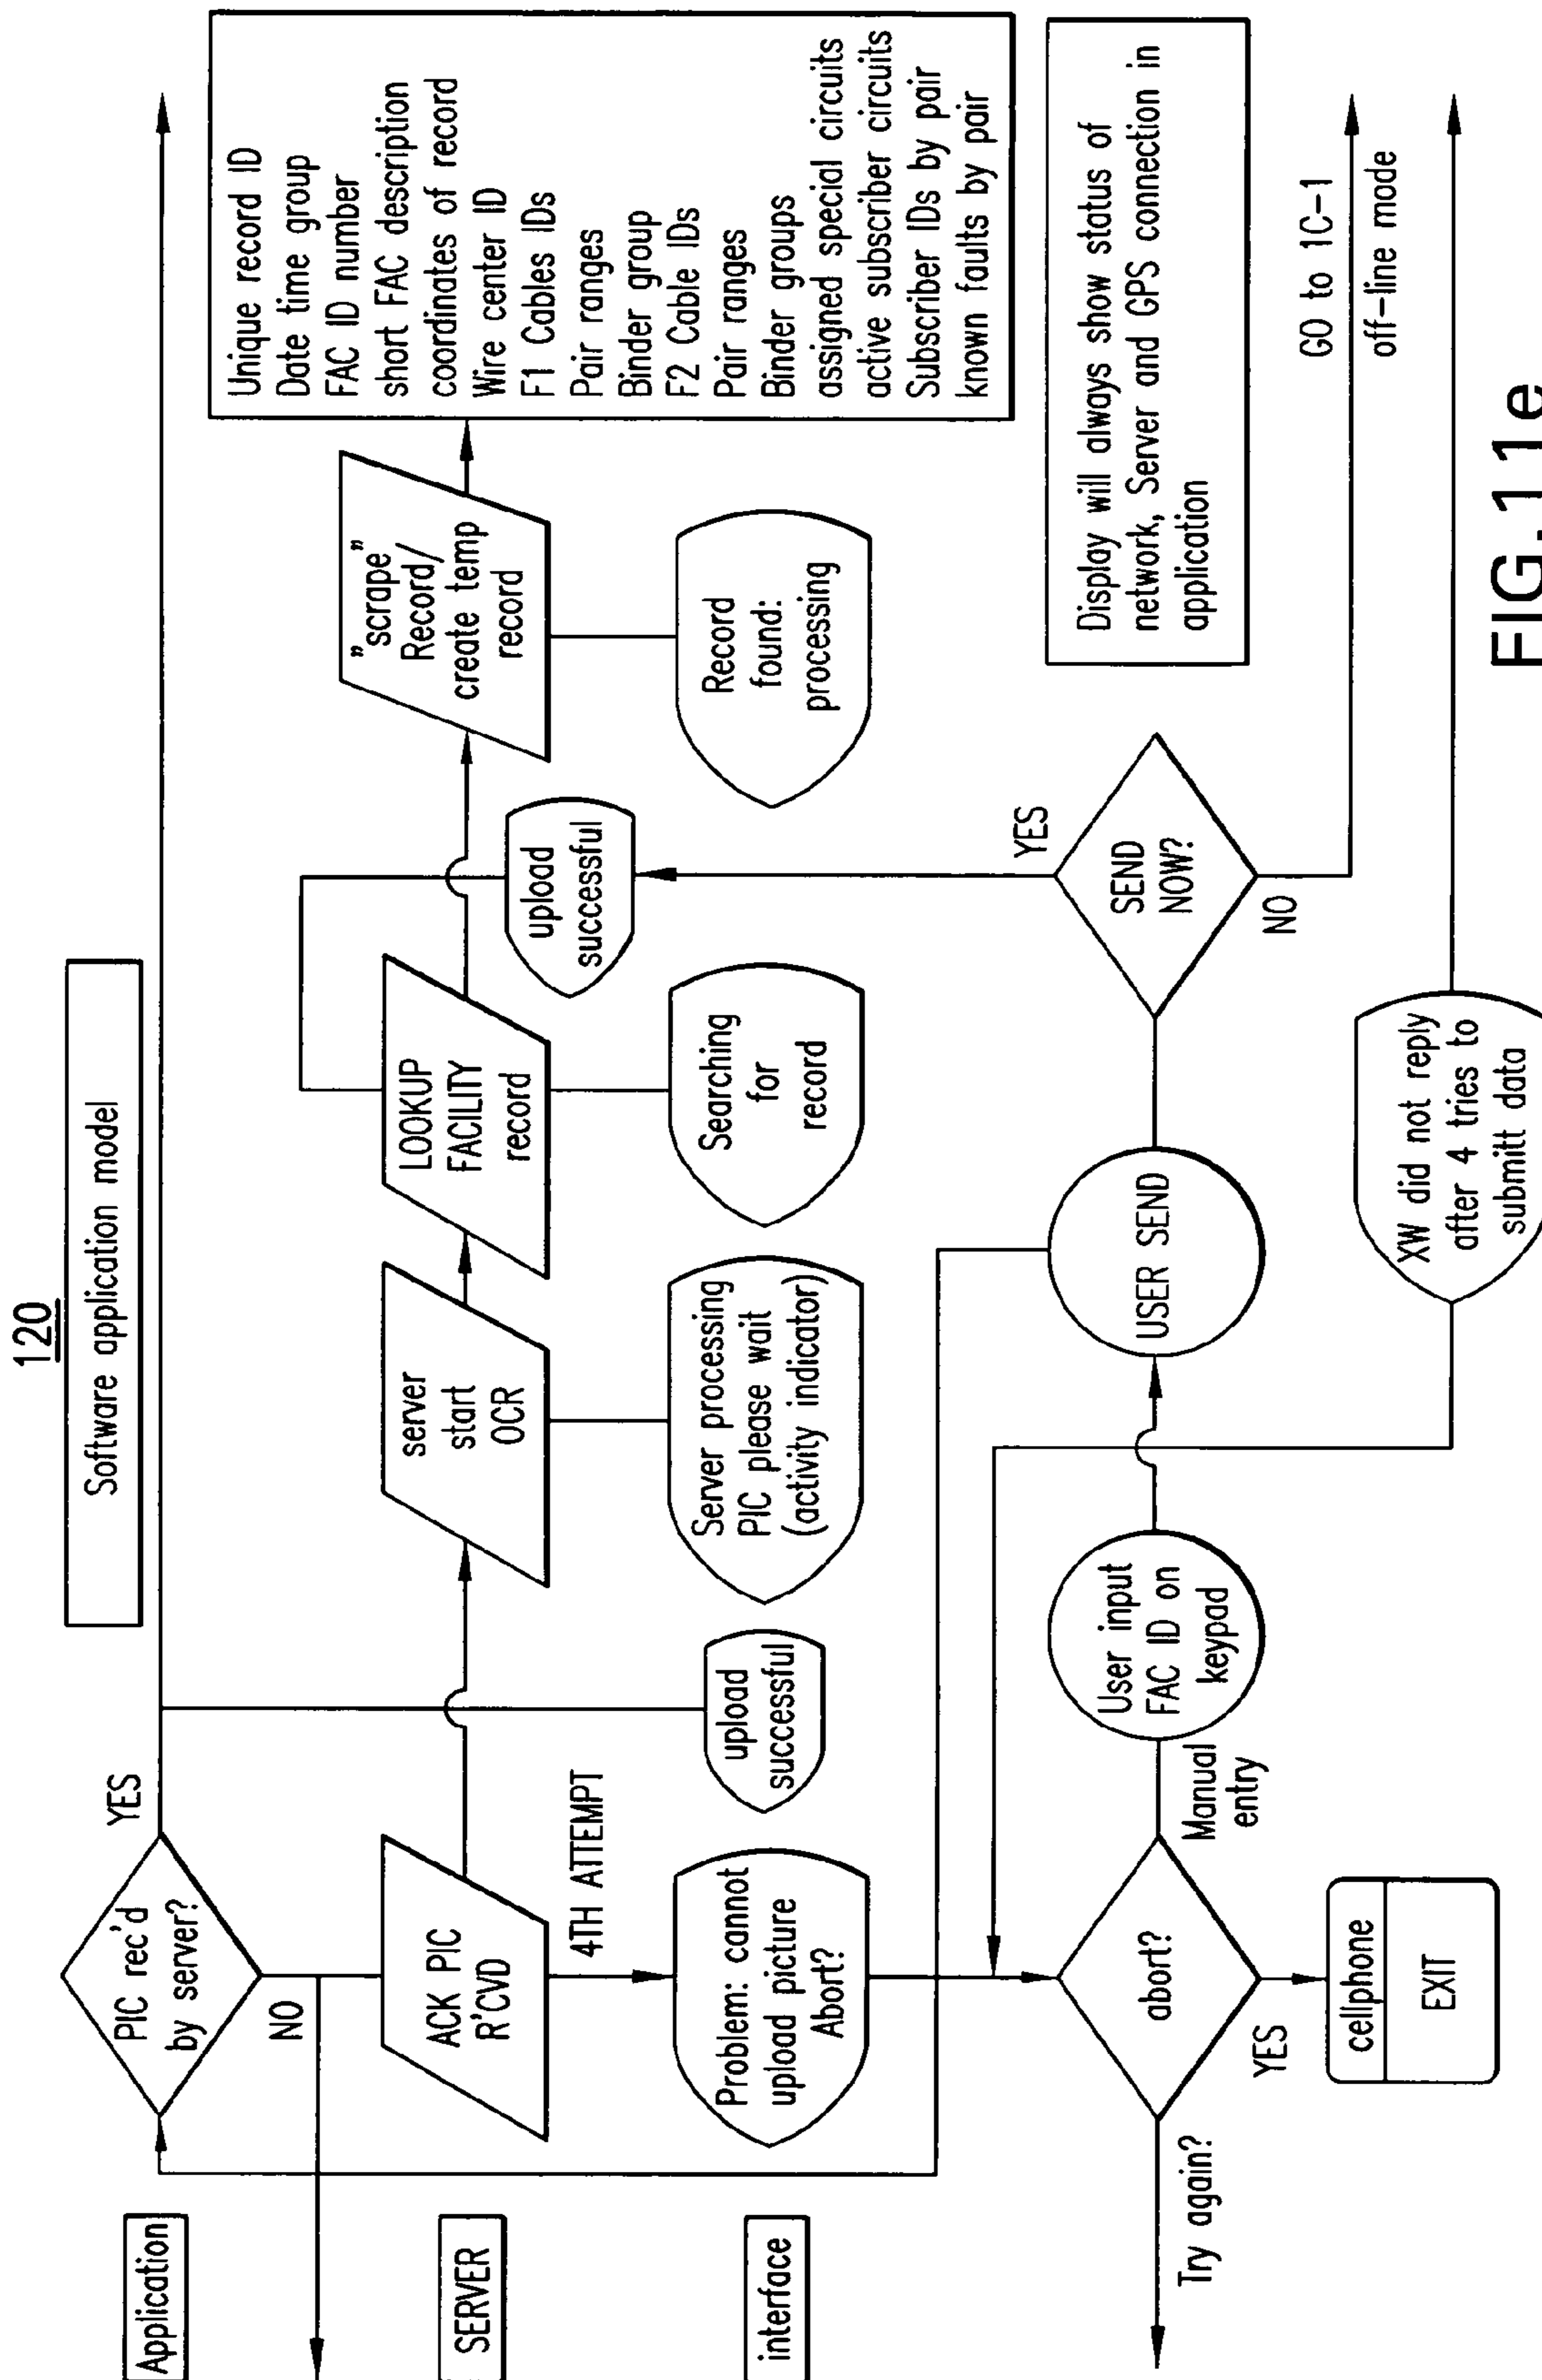 120
Software application model
Application
PIC rec'd
by server?
YES
NO
SERVER
ACK PIC
R'CVD
4TH ATTEMPT
server
start
OCR
LOOKUP
FACILITY
record
"scrape"
Record/
create temp
record
Unique record ID
Date time group
FAC ID number
short FAC description
coordinates of record
Wire center ID
F1 Cables IDs
Pair ranges
Binder group
F2 Cable IDs
Pair ranges
Binder groups
assigned special circuits
active subscriber circuits
Subscriber IDs by pair
known faults by pair
interface
Problem: cannot
upload picture
Abort?
upload
successful
Server processing
PIC please wait
(activity indicator)
Searching
for
record
upload
successful
Record
found:
processing
Try again?
abort?
YES
Manual
entry
cellphone
EXIT
User input
FAC ID on
keypad
USER SEND
SEND
NOW?
YES
NO
Display will always show status of
network, Server and GPS connection in
application
GO to 1C-1
off-line mode
XW did not reply
after 4 tries to
submitt data
FIG.11e